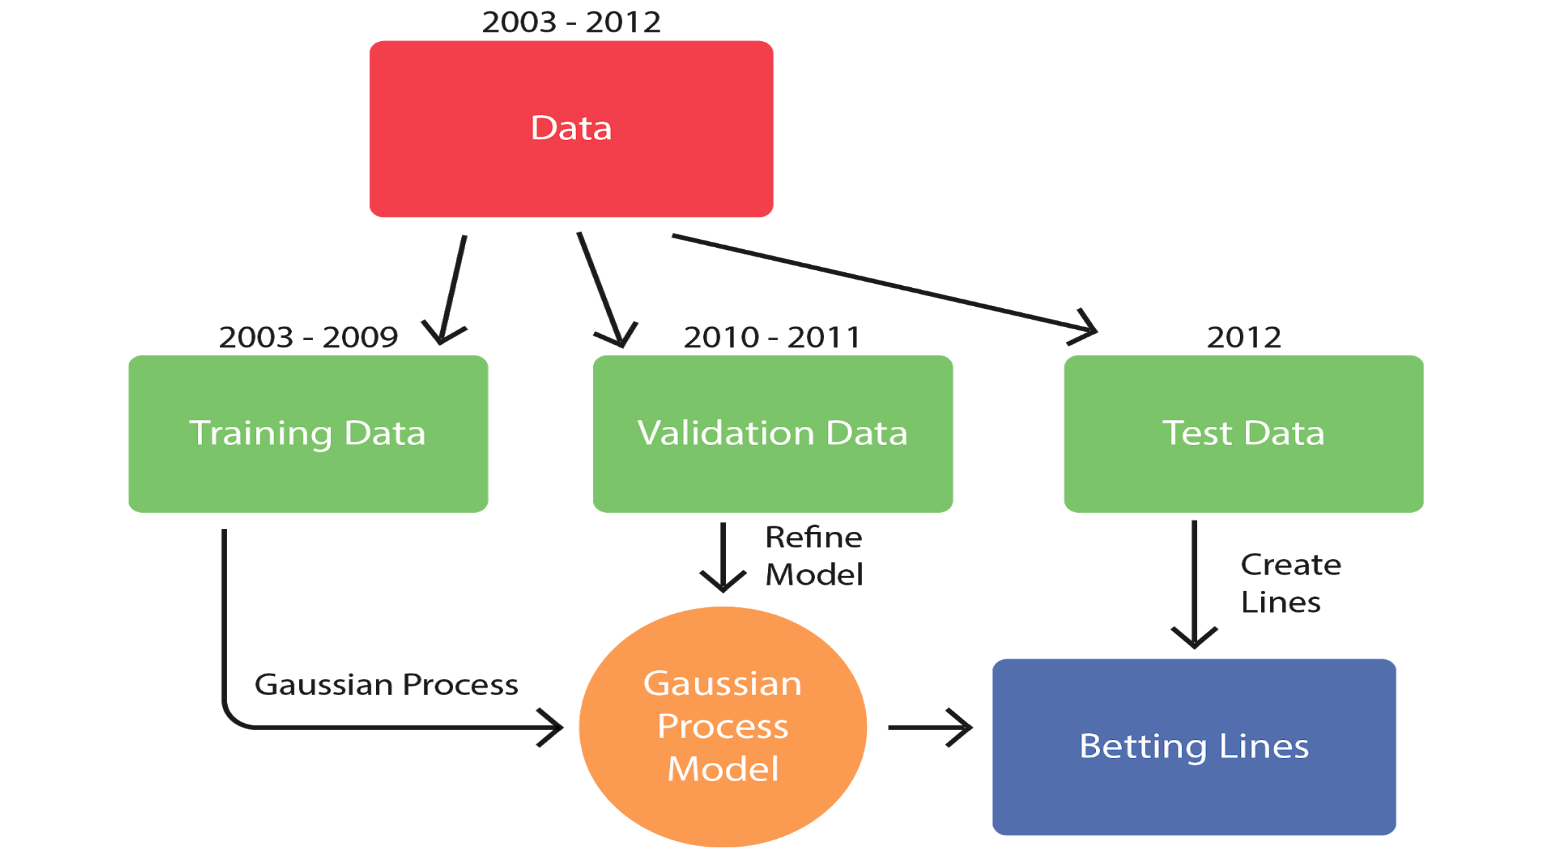 2003 - 2012
Data
2003 - 2009
2010 - 2011
2012
Training Data
Validation Data
Test Data
Refine
Model
Create
Lines
Gaussian Process
Gaussian
Process
Model
Betting Lines